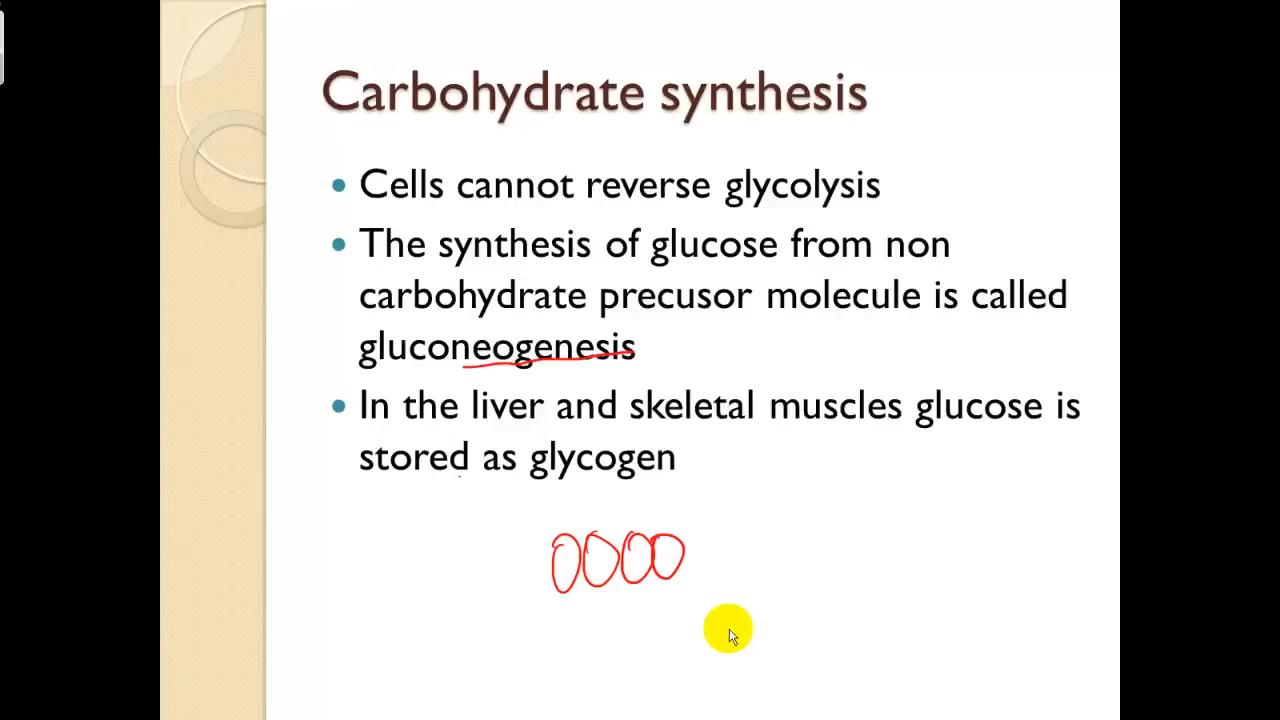 Carbohydrate synthesis
Cells cannot reverse glycolysis
The synthesis of glucose from non
carbohydrate precusor molecule is called
gluconeogenesis
In the liver and skeletal muscles glucose is
stored as glycogen